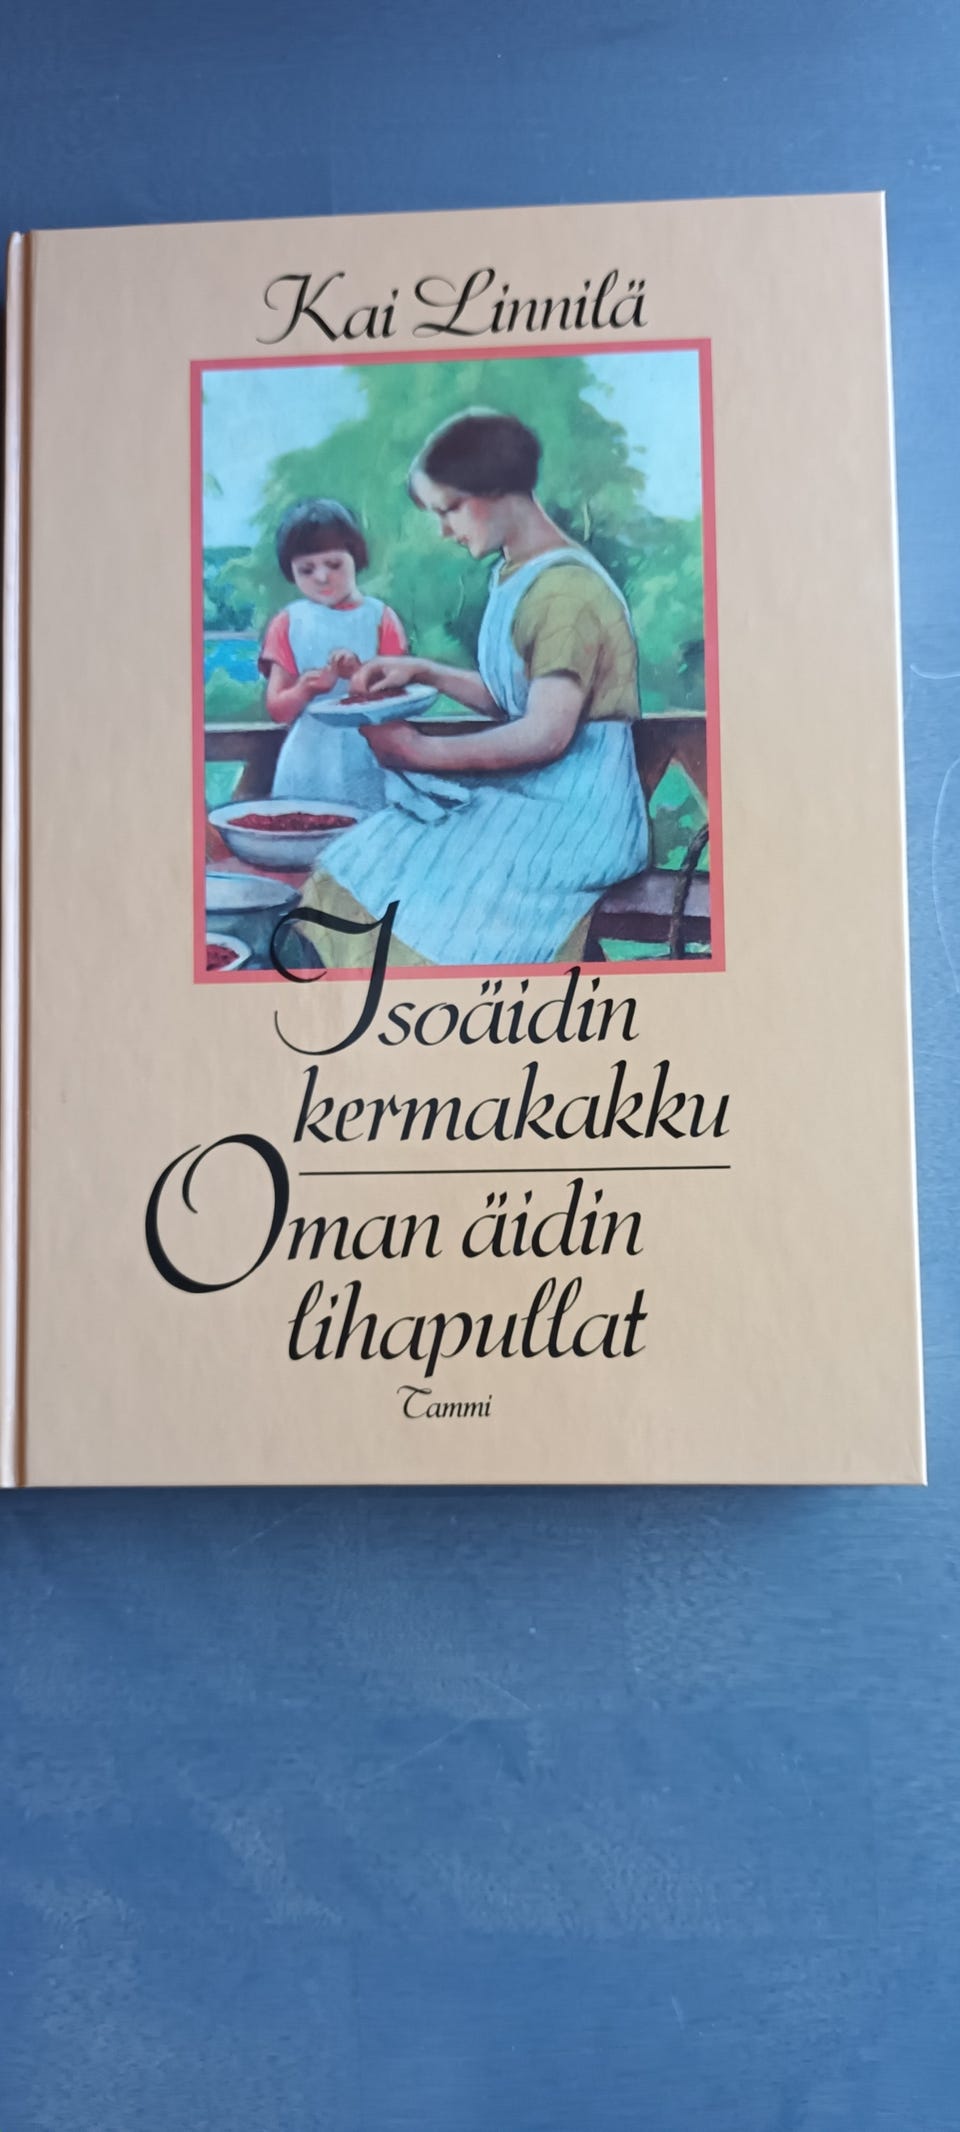 Kai Linnilä
Isoäidin
kermakakku
Oman äidin
lihapullat
Tammi